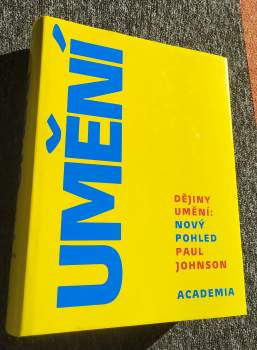 UMĚNÍ
DĚJINY
UMĚNÍ:
NOVÝ
POHLED
PAUL
JOHNSON
ACADEMIA